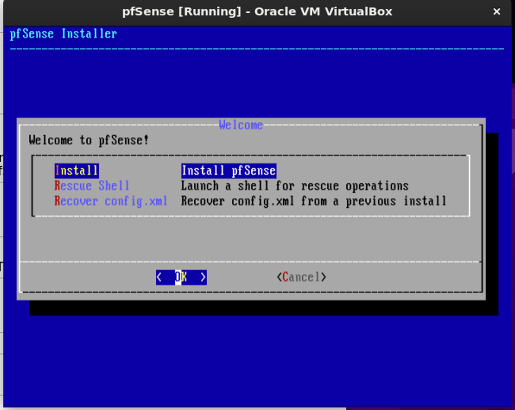 pfSense [Running] - Oracle VM VirtualBox
pfSense Installer
Welcome
Welcome to pfSense!
Install Install pfSense
Rescue Shell Launch a shell for rescue operations
Recover config.xml Recover config.xml from a previous install
< OK > <Cancel>